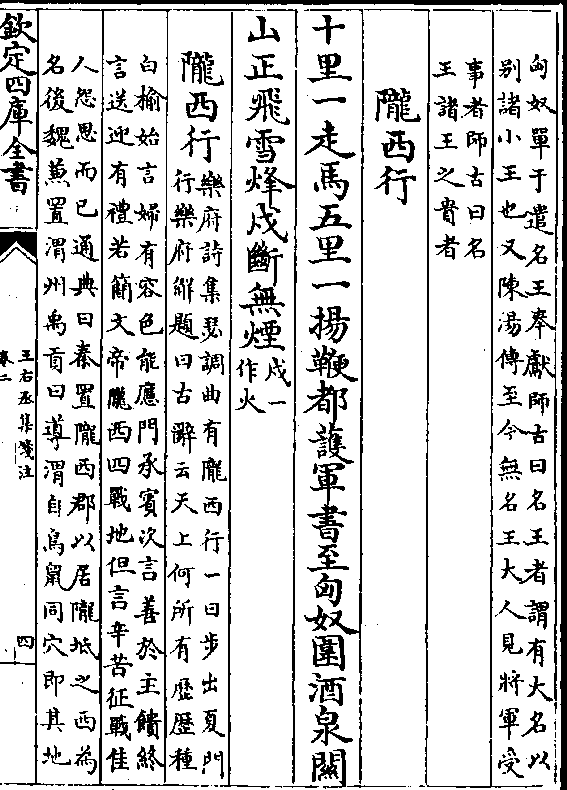 匈奴單于遣名王奉獻師古曰名王者謂有大名以
别諸小王也又陳湯傳至今無名王大人見將軍受
事者師古曰名
王諸王之貴者
隴西行
十里一走馬五里一揚鞭都護軍書至匈奴圍酒泉關
山正飛雪烽戍斷無煙戍一
作火
隴西行樂府詩集瑟調曲有隴西行一曰步出夏門
行樂府解題曰古辭云天上何所有歴歴種
白榆始言婦有容色能應門承賓次言善於主饋終
言送迎有禮若簡文帝隴西四戰地但言辛苦征戰佳
人怨思而已通典曰秦置隴西郡以居隴坻之西為
名後魏兼置渭州禹貢曰導渭自鳥鼠同穴即其地
欽定四庫全書
王右丞集箋注
卷二
四